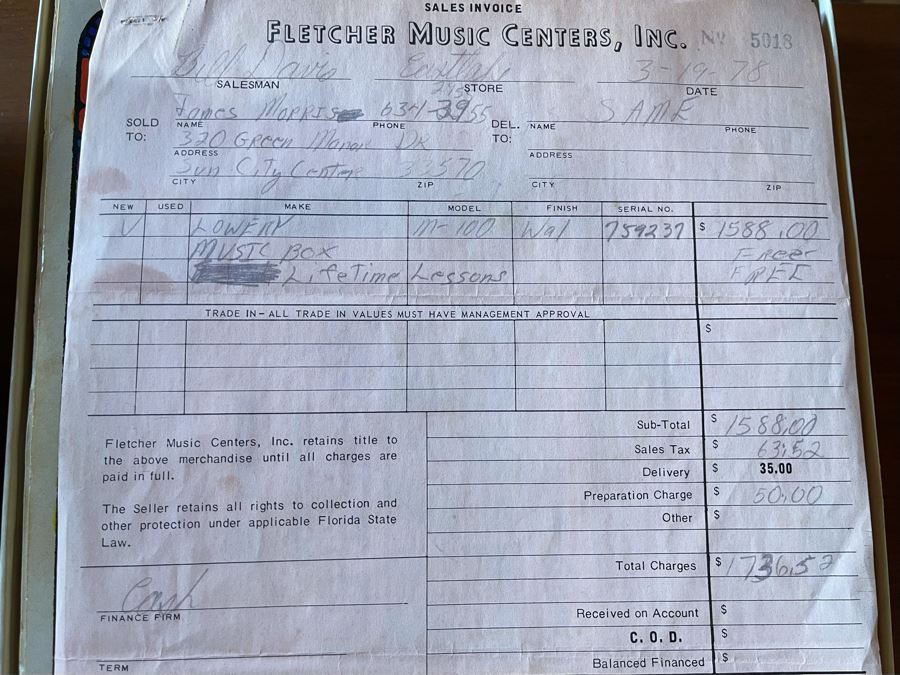 SALES INVOICE
FLETCHER MUSIC CENTERS, INC. No 5018
Bill Davis 3-19-78
SALESMAN STORE DATE
SOLD TO: James Morris 634-3955 DEL. TO: SAME
NAME PHONE NAME PHONE
320 Green Manor DR
ADDRESS ADDRESS
Sun City Center 33570
CITY ZIP CITY ZIP
NEW USED MAKE MODEL FINISH SERIAL NO.
V LOWERY M-100 Wal 759237 $ 1588.00
MUSIC BOX Free
LifeTime Lessons FREE
TRADE IN – ALL TRADE IN VALUES MUST HAVE MANAGEMENT APPROVAL
$
Fletcher Music Centers, Inc. retains title to
the above merchandise until all charges are
paid in full.
The Seller retains all rights to collection and
other protection under applicable Florida State
Law.
Cash
FINANCE FIRM
TERM
Sub-Total $ 1588.00
Sales Tax $ 63.52
Delivery $ 35.00
Preparation Charge $ 50.00
Other $
Total Charges $ 1736.52
Received on Account $
C. O. D. $
Balanced Financed $